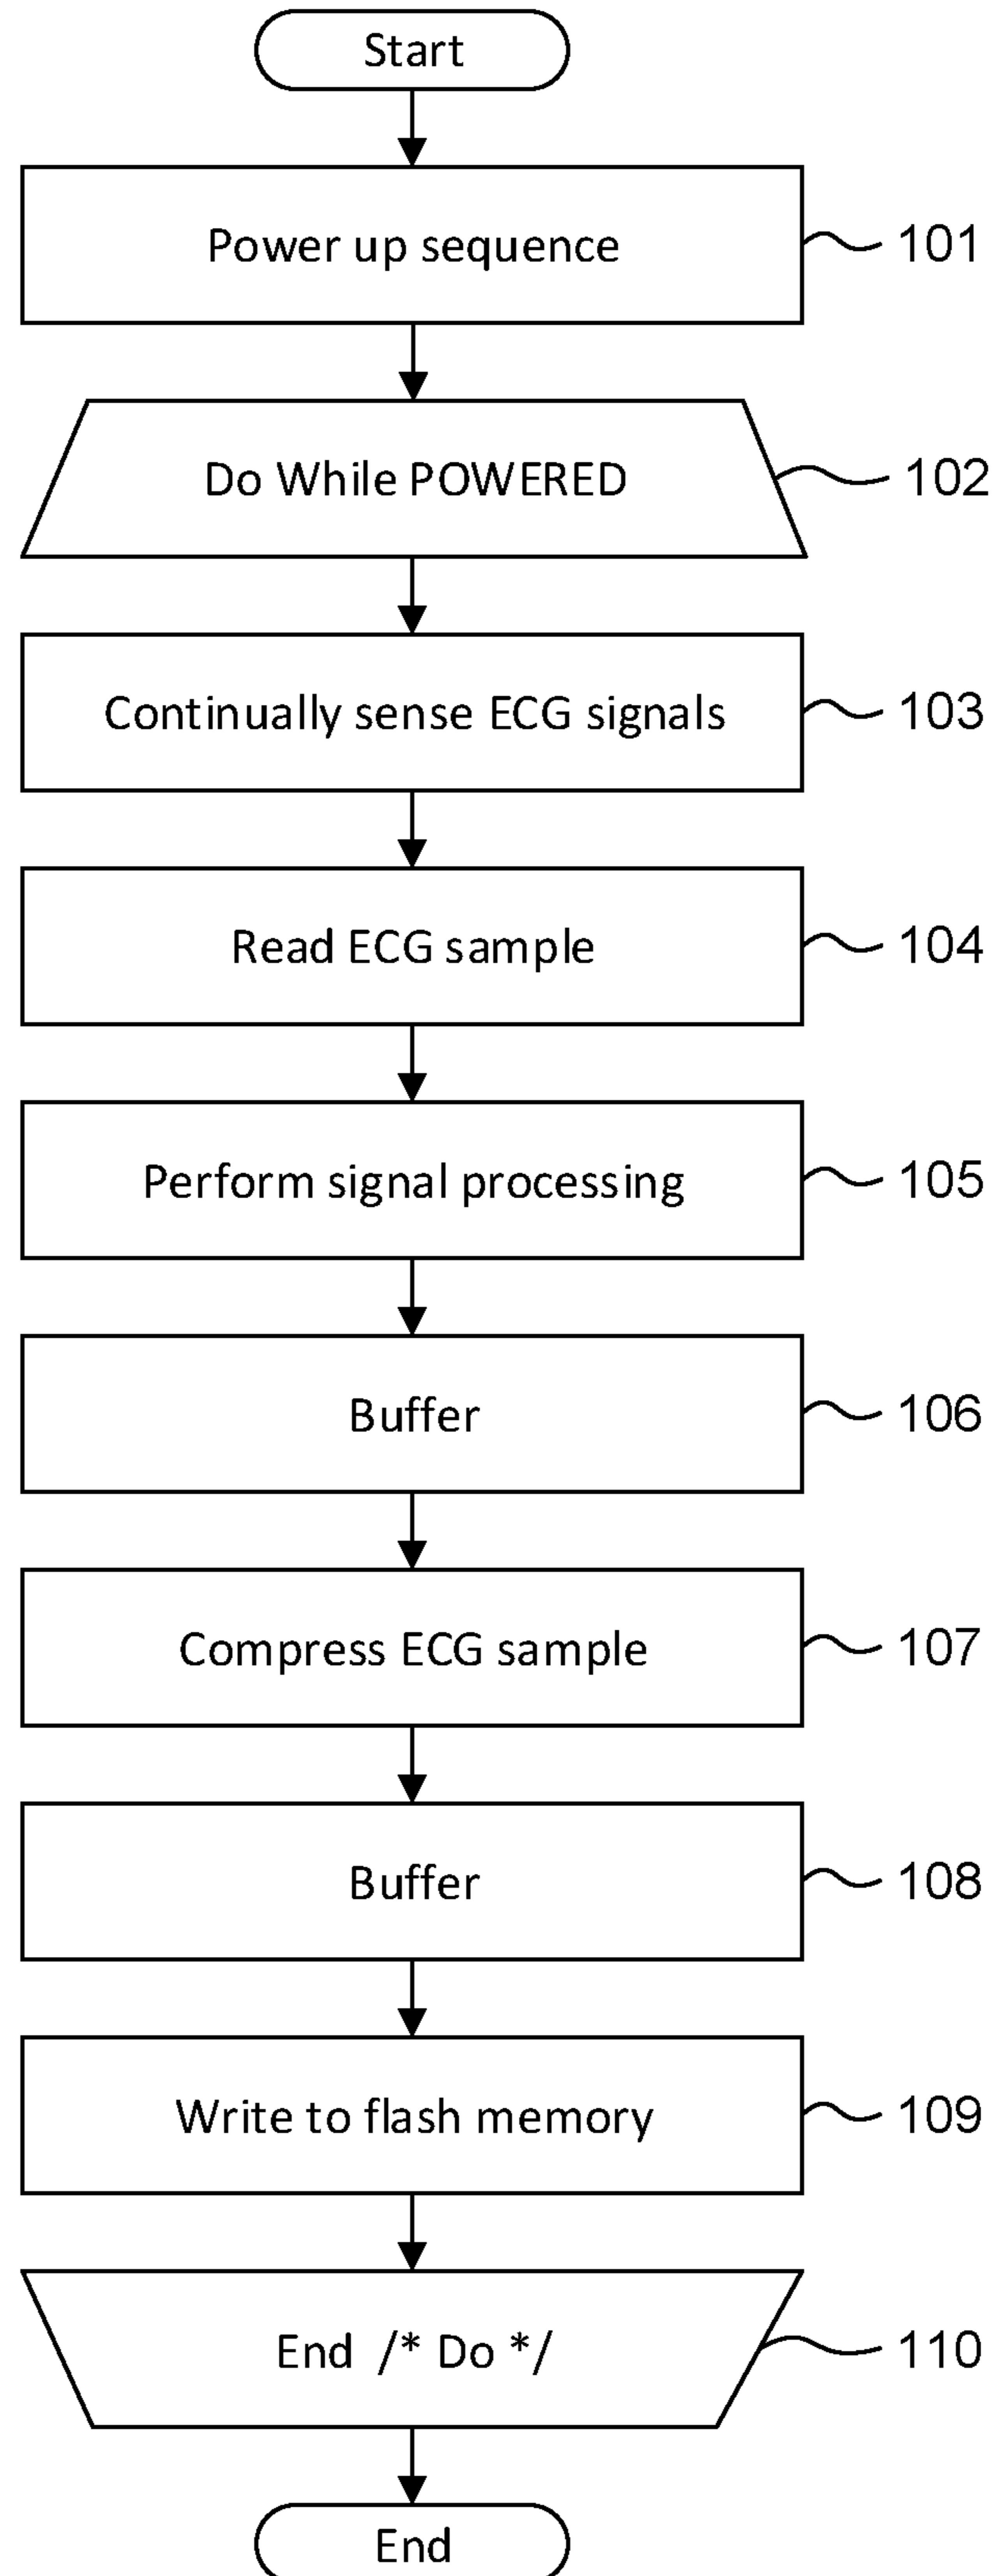 Start
Power up sequence 101
Do While POWERED 102
Continually sense ECG signals 103
Read ECG sample 104
Perform signal processing 105
Buffer 106
Compress ECG sample 107
Buffer 108
Write to flash memory 109
End /* Do */ 110
End